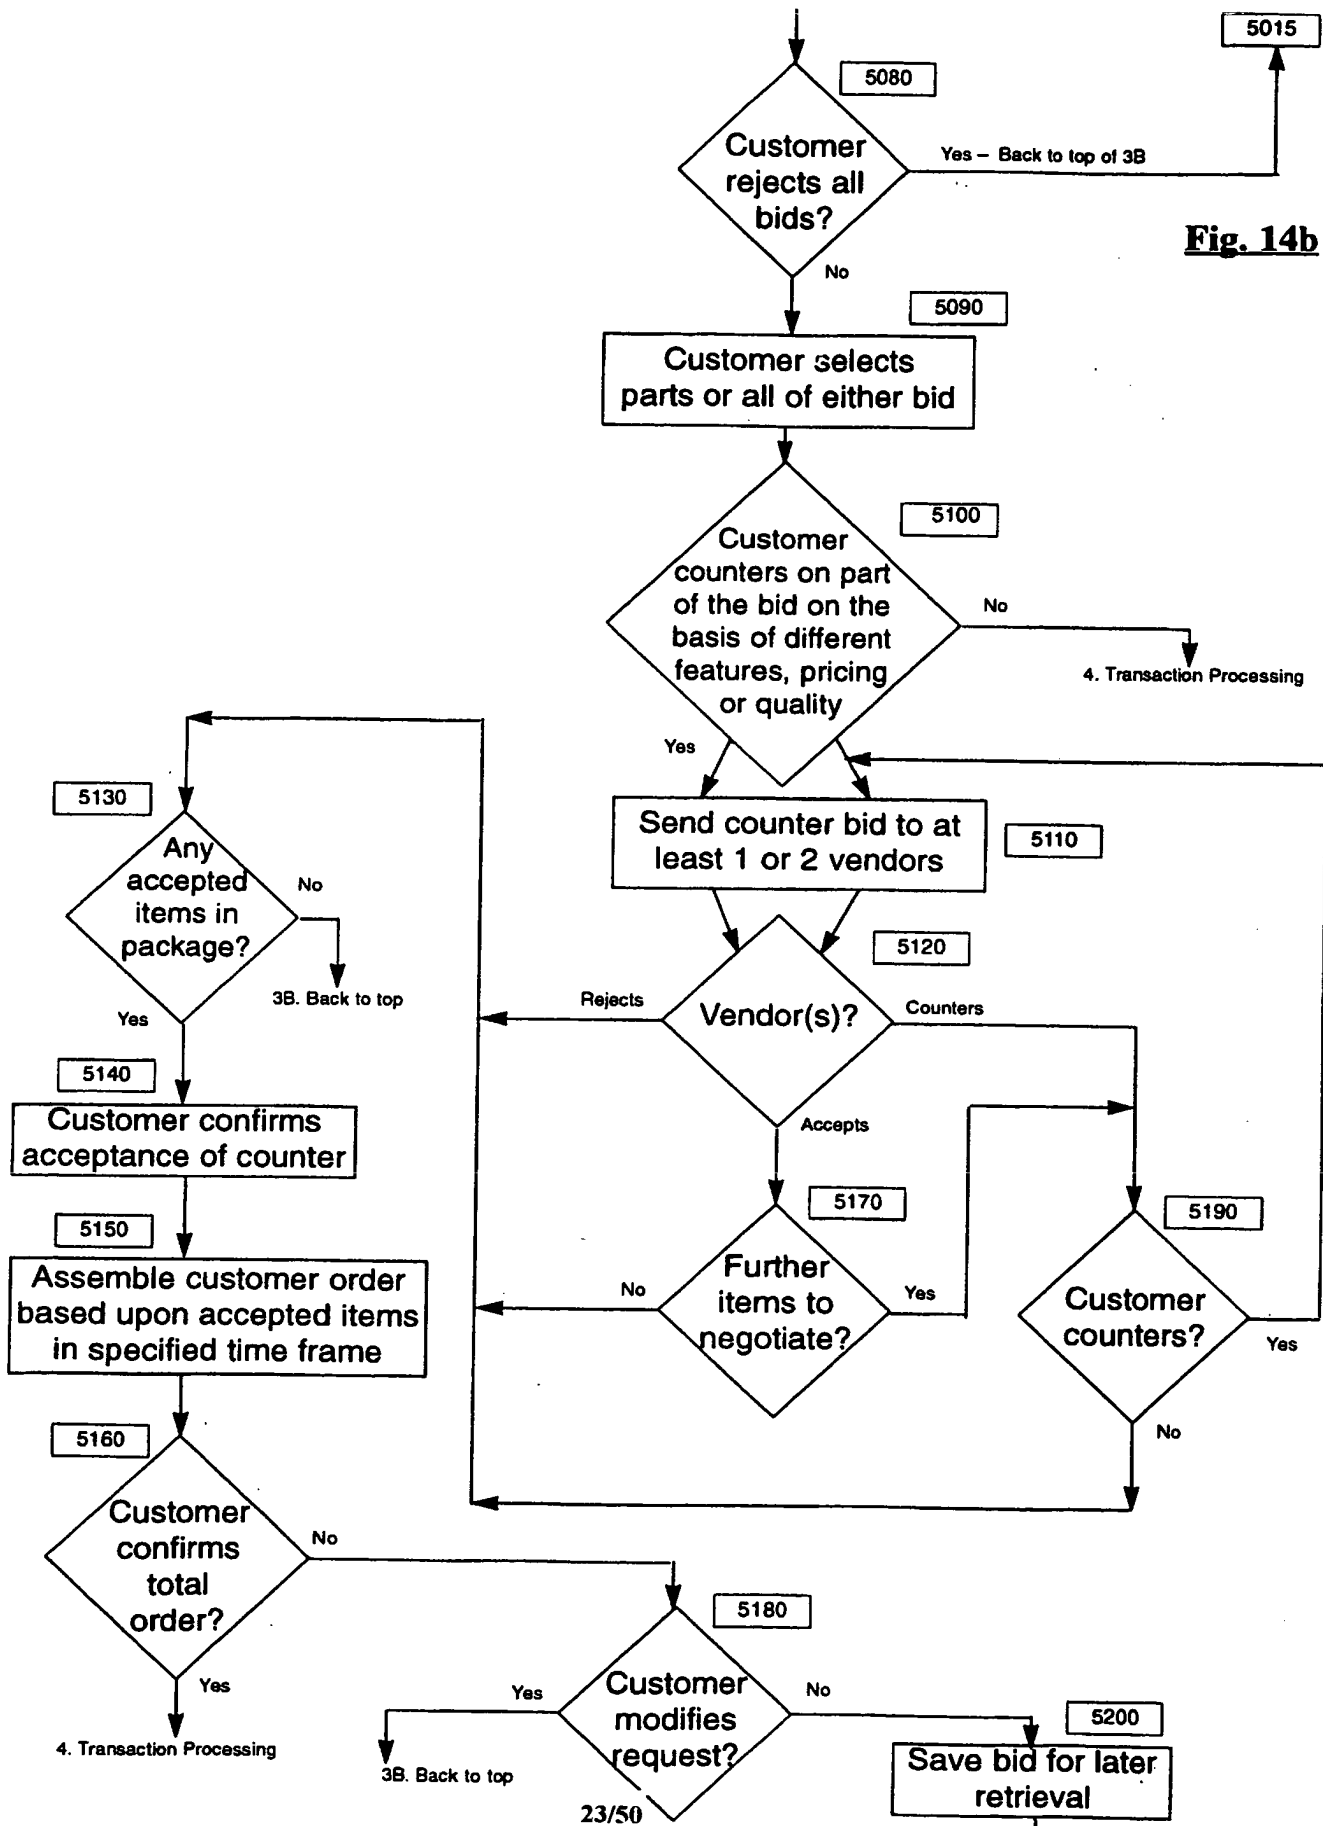 5015
5080
Customer
rejects all
bids?
Yes – Back to top of 3B
Fig. 14b
No
5090
Customer selects
parts or all of either bid
5100
Customer
counters on part
of the bid on the
basis of different
features, pricing
or quality
No
4. Transaction Processing
Yes
5110
Send counter bid to at
least 1 or 2 vendors
5130
Any
accepted
items in
package?
No
3B. Back to top
Yes
5120
Vendor(s)?
Rejects
Counters
Accepts
5140
Customer confirms
acceptance of counter
5150
Assemble customer order
based upon accepted items
in specified time frame
5170
Further
items to
negotiate?
No
Yes
5190
Customer
counters?
Yes
No
5160
Customer
confirms
total
order?
No
Yes
4. Transaction Processing
5180
Customer
modifies
request?
Yes
3B. Back to top
No
5200
Save bid for later
retrieval
23/50